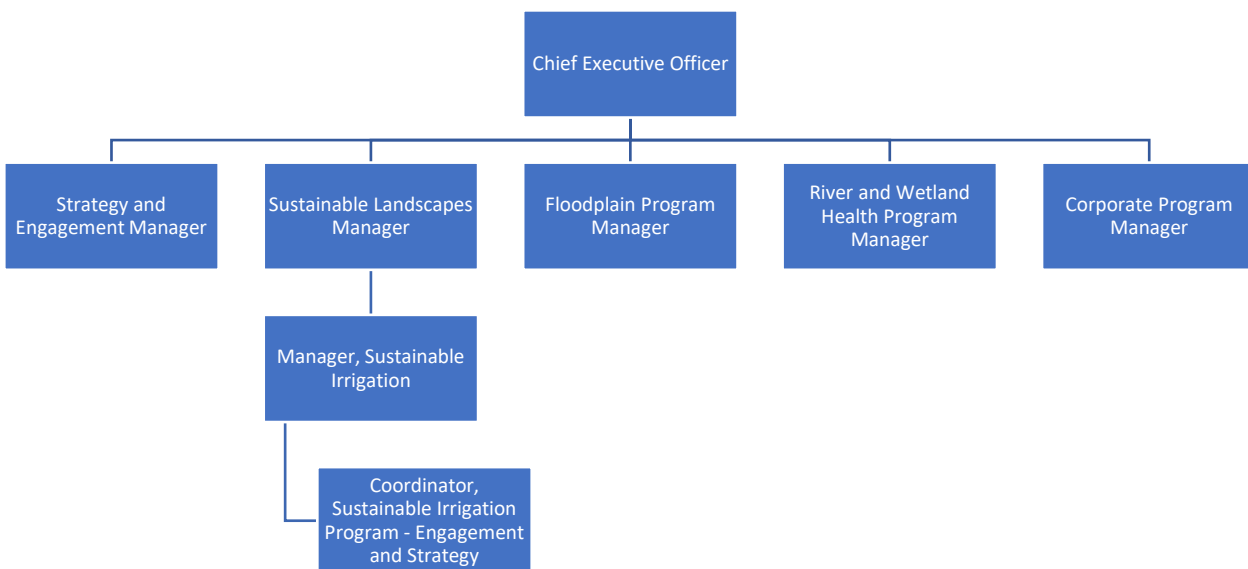 Chief Executive Officer
Strategy and
Engagement Manager
Sustainable Landscapes
Manager
Floodplain Program
Manager
River and Wetland
Health Program
Manager
Corporate Program
Manager
Manager, Sustainable
Irrigation
Coordinator,
Sustainable Irrigation
Program - Engagement
and Strategy